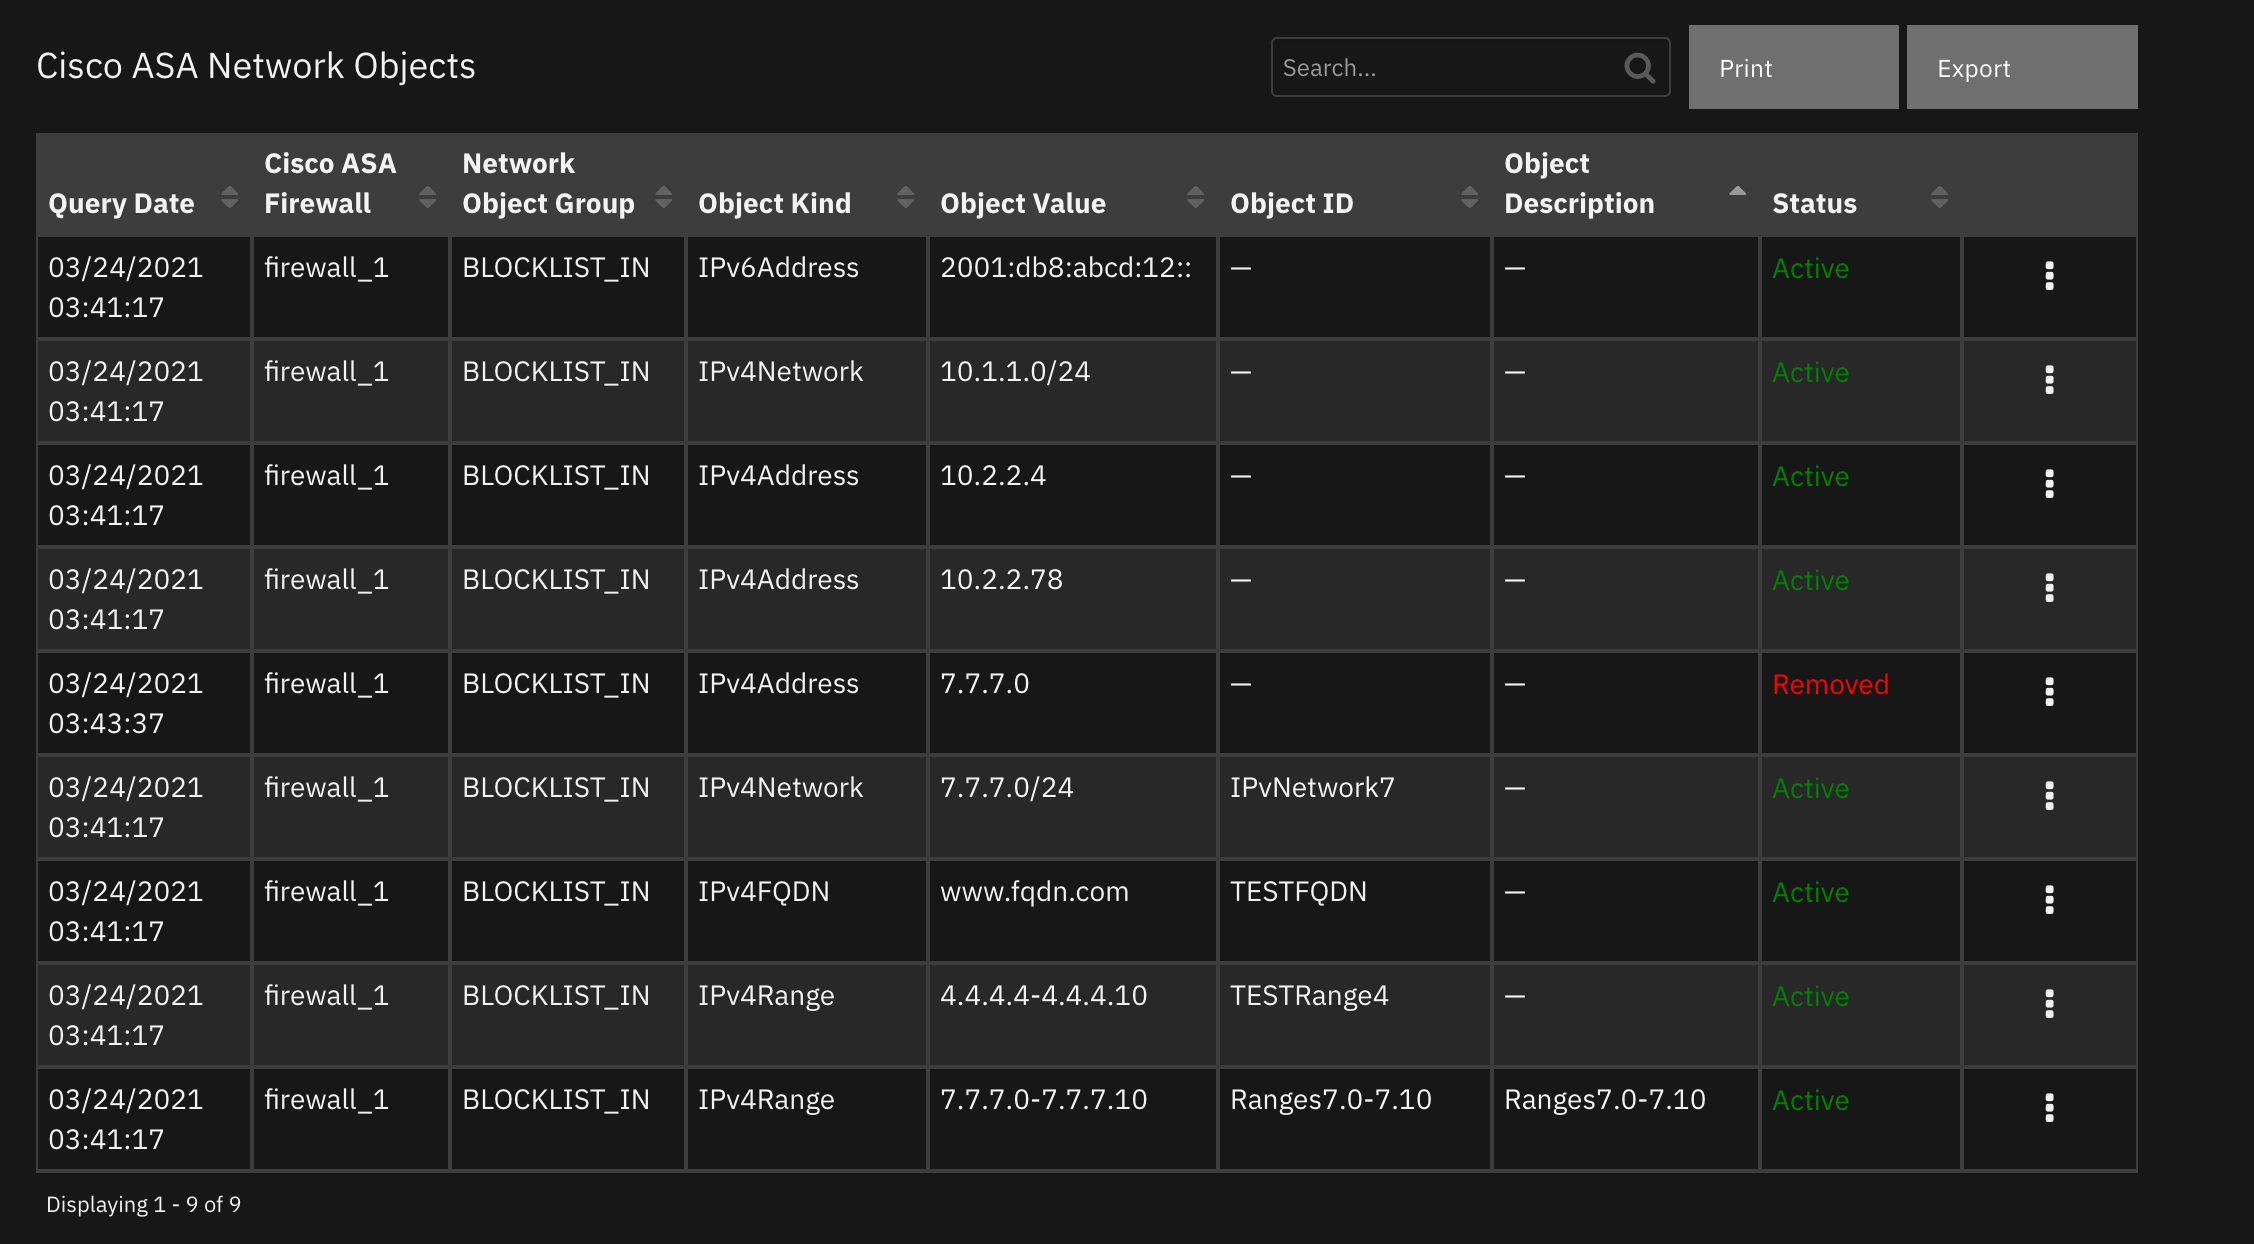 Cisco ASA Network Objects
Search...
Print
Export
Query Date
Cisco ASA
Firewall
Network
Object Group
Object Kind
Object Value
Object ID
Object
Description
Status
03/24/2021
03:41:17
firewall_1
BLOCKLIST_IN
IPv6Address
2001:db8:abcd:12::
—
—
Active
03/24/2021
03:41:17
firewall_1
BLOCKLIST_IN
IPv4Network
10.1.1.0/24
—
—
Active
03/24/2021
03:41:17
firewall_1
BLOCKLIST_IN
IPv4Address
10.2.2.4
—
—
Active
03/24/2021
03:41:17
firewall_1
BLOCKLIST_IN
IPv4Address
10.2.2.78
—
—
Active
03/24/2021
03:43:37
firewall_1
BLOCKLIST_IN
IPv4Address
7.7.7.0
—
—
Removed
03/24/2021
03:41:17
firewall_1
BLOCKLIST_IN
IPv4Network
7.7.7.0/24
IPvNetwork7
—
Active
03/24/2021
03:41:17
firewall_1
BLOCKLIST_IN
IPv4FQDN
www.fqdn.com
TESTFQDN
—
Active
03/24/2021
03:41:17
firewall_1
BLOCKLIST_IN
IPv4Range
4.4.4.4-4.4.4.10
TESTRange4
—
Active
03/24/2021
03:41:17
firewall_1
BLOCKLIST_IN
IPv4Range
7.7.7.0-7.7.7.10
Ranges7.0-7.10
Ranges7.0-7.10
Active
Displaying 1 - 9 of 9